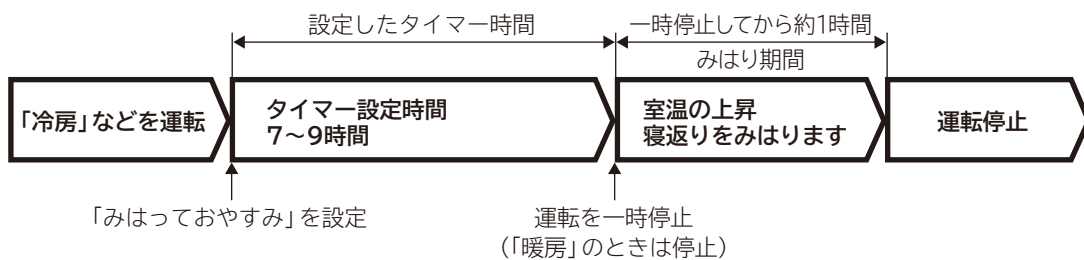 設定したタイマー時間
一時停止してから約1時間
みはり期間
「冷房」などを運転
タイマー設定時間
7〜9時間
室温の上昇
寝返りをみはります
運転停止
「みはっておやすみ」を設定
運転を一時停止
(「暖房」のときは停止)